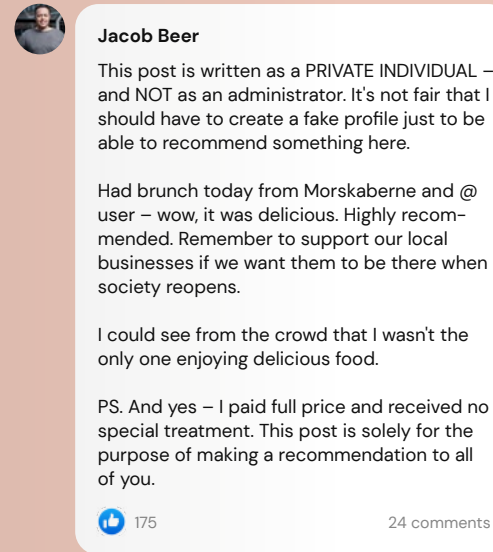 Jacob Beer
This post is written as a PRIVATE INDIVIDUAL –
and NOT as an administrator. It's not fair that I
should have to create a fake profile just to be
able to recommend something here.
Had brunch today from Morskaberne and @
user – wow, it was delicious. Highly recom-
mended. Remember to support our local
businesses if we want them to be there when
society reopens.
I could see from the crowd that I wasn't the
only one enjoying delicious food.
PS. And yes – I paid full price and received no
special treatment. This post is solely for the
purpose of making a recommendation to all
of you.
175
24 comments